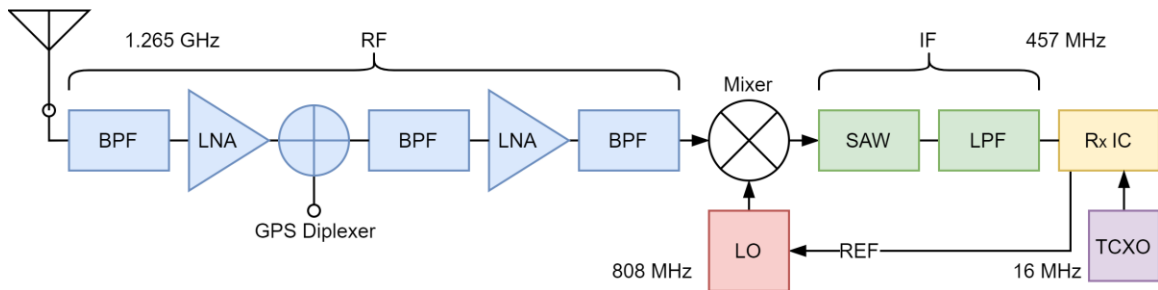 1.265 GHz
RF
IF
457 MHz
Mixer
BPF
LNA
BPF
LNA
BPF
SAW
LPF
Rx IC
GPS Diplexer
808 MHz
LO
REF
16 MHz
TCXO